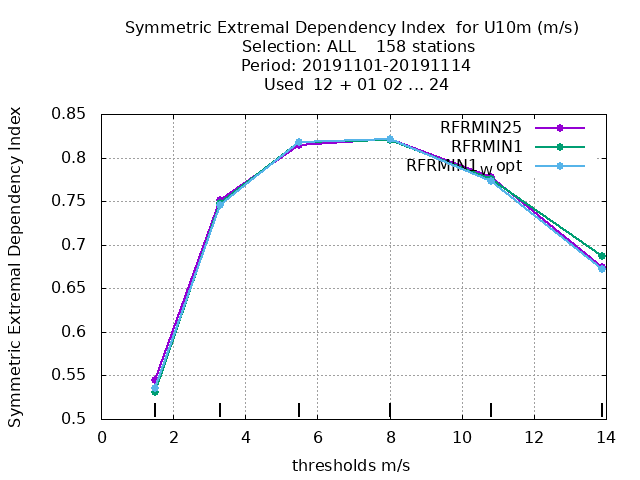 Symmetric Extremal Dependency Index  for U10m (m/s)
Selection: ALL    158 stations
Period: 20191101-20191114
Used  12 + 01 02 ... 24
RFRMIN25
RFRMIN1
RFRMIN1wopt
Symmetric Extremal Dependency Index
0.85
0.8
0.75
0.7
0.65
0.6
0.55
0.5
0 2 4 6 8 10 12 14
thresholds m/s